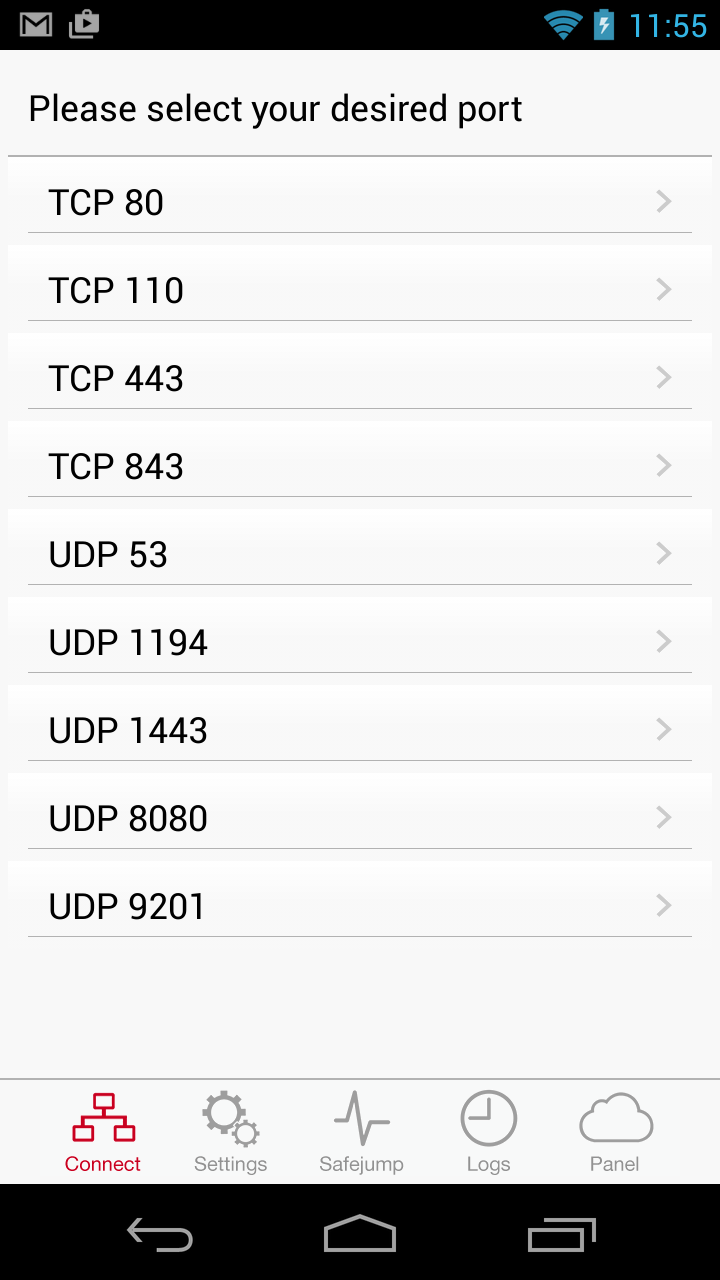 11:55
Please select your desired port
TCP 80
TCP 110
TCP 443
TCP 843
UDP 53
UDP 1194
UDP 1443
UDP 8080
UDP 9201
Connect Settings Safejump Logs Panel